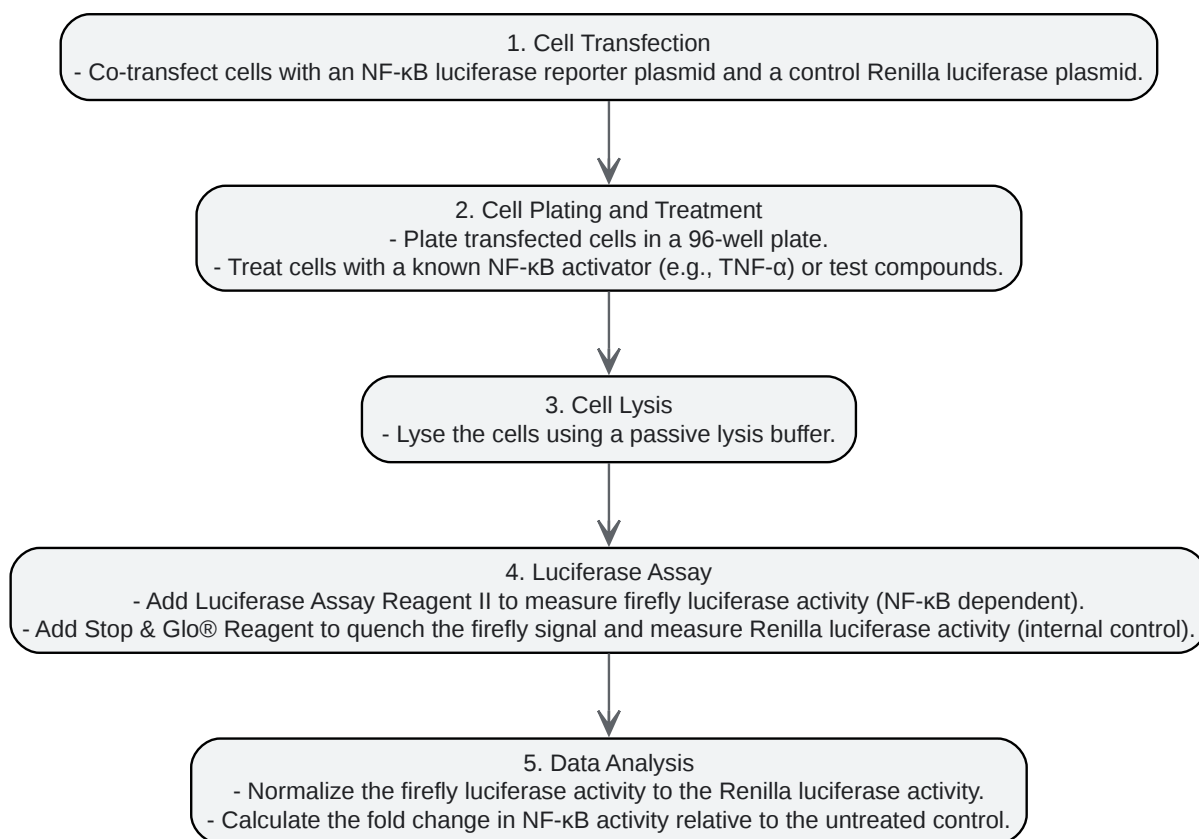 1. Cell Transfection
- Co-transfect cells with an NF-κB luciferase reporter plasmid and a control Renilla luciferase plasmid.
2. Cell Plating and Treatment
- Plate transfected cells in a 96-well plate.
- Treat cells with a known NF-κB activator (e.g., TNF-α) or test compounds.
3. Cell Lysis
- Lyse the cells using a passive lysis buffer.
4. Luciferase Assay
- Add Luciferase Assay Reagent II to measure firefly luciferase activity (NF-κB dependent).
- Add Stop & Glo® Reagent to quench the firefly signal and measure Renilla luciferase activity (internal control).
5. Data Analysis
- Normalize the firefly luciferase activity to the Renilla luciferase activity.
- Calculate the fold change in NF-κB activity relative to the untreated control.